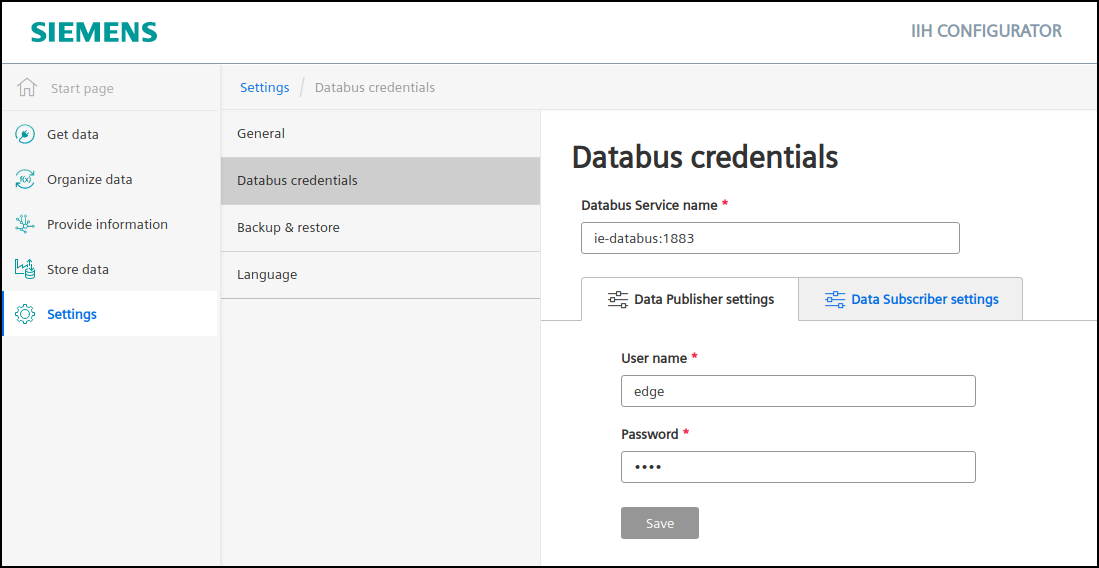 SIEMENS
IIH CONFIGURATOR
Start page
Get data
Organize data
Provide information
Store data
Settings
Settings / Databus credentials
General
Databus credentials
Backup & restore
Language
Databus credentials
Databus Service name *
ie-databus:1883
Data Publisher settings
Data Subscriber settings
User name *
edge
Password *
••••
Save